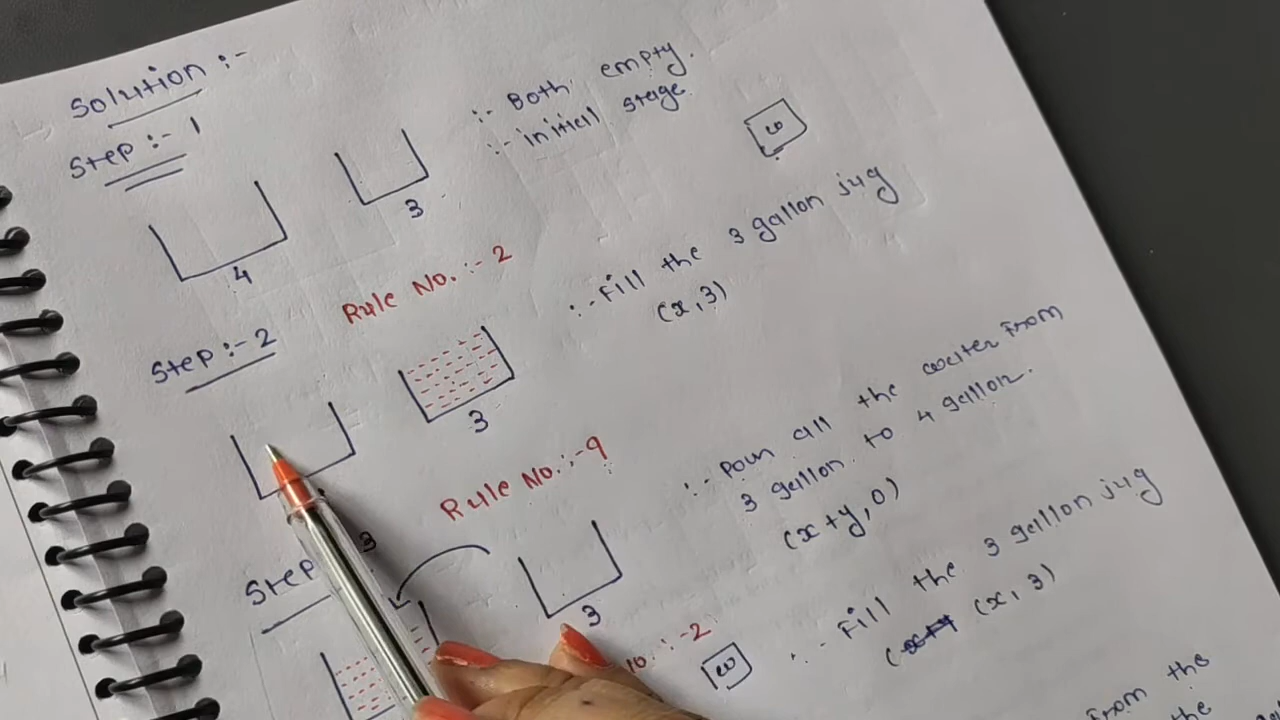 Solution :-
Step :- 1
:- Both empty.
:- initial stage.
4
3
Rule No. :- 2
:- Fill the 3 gallon jug
(x, 3)
Step :- 2
3
Rule No. :- 9
:- Pour all the water from
3 gallon to 4 gallon.
(x+y, 0)
3
Step
3
:- 2
:- Fill the 3 gallon jug
(x, 3)
from the
the